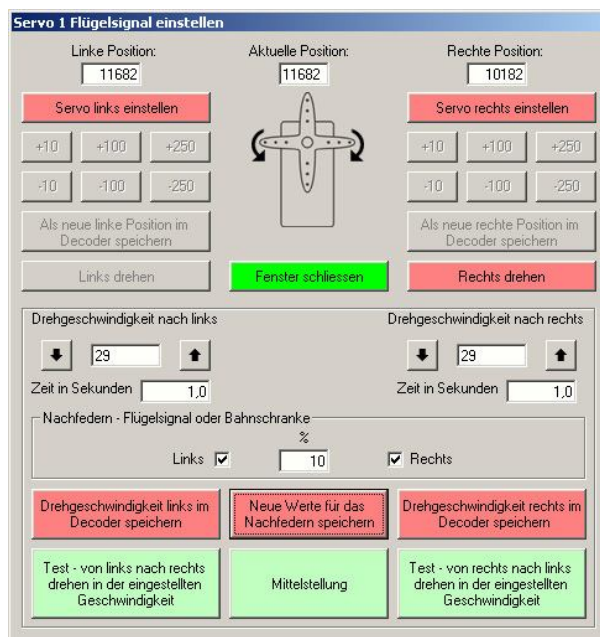 Servo 1 Flügelsignal einstellen
Linke Position:
Aktuelle Position:
Rechte Position:
11682
11682
10182
Servo links einstellen
Servo rechts einstellen
+10
+100
+250
+10
+100
+250
-10
-100
-250
-10
-100
-250
Als neue linke Position im
Decoder speichern
Als neue rechte Position im
Decoder speichern
Links drehen
Fenster schliessen
Rechts drehen
Drehgeschwindigkeit nach links
Drehgeschwindigkeit nach rechts
29
29
Zeit in Sekunden
1,0
Zeit in Sekunden
1,0
Nachfedern - Flügelsignal oder Bahnschranke
%
Links
10
Rechts
Drehgeschwindigkeit links im
Decoder speichern
Neue Werte für das
Nachfedern speichern
Drehgeschwindigkeit rechts im
Decoder speichern
Test - von links nach rechts
drehen in der eingestellten
Geschwindigkeit
Mittelstellung
Test - von rechts nach links
drehen in der eingestellten
Geschwindigkeit